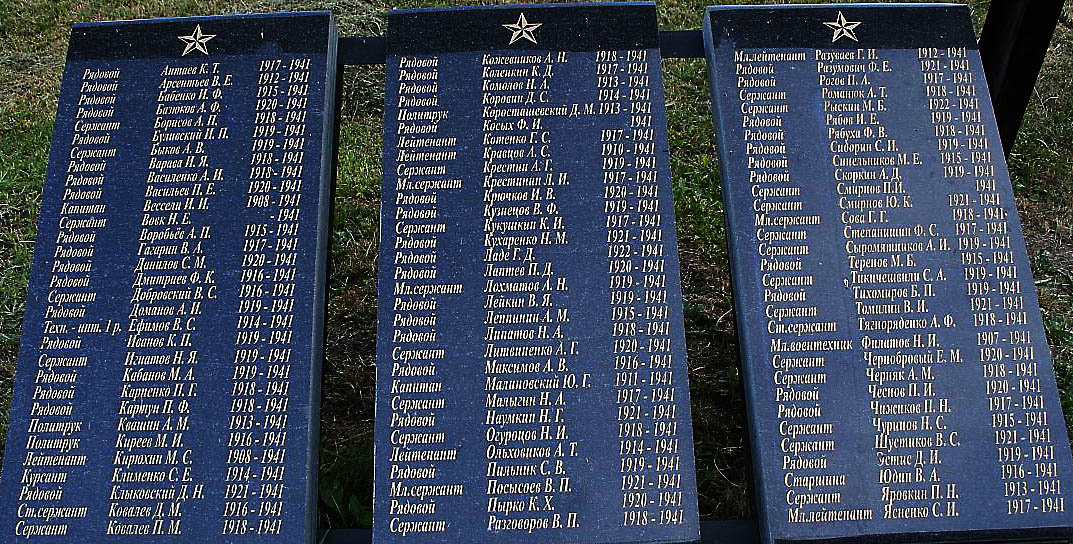 Рядовой Антаев К. Т. 1917-1941
Рядовой Арсентьев В. Е. 1912-1941
Рядовой Бабенко Н. Ф. 1915-1941
Рядовой Базюков А. Ф. 1920-1941
Сержант Борисов А. П. 1918-1941
Рядовой Буливский И. П. 1919-1941
Сержант Быков А. В. 1919-1941
Рядовой Варава И. Я. 1918-1941
Рядовой Василенко А. И. 1918-1941
Рядовой Васильев П. Е. 1920-1941
Капитан Вессели И. И. 1908-1941
Сержант Вовк Н. Е. -1941
Рядовой Воробьёв А. П. 1915-1941
Рядовой Гагарин В. А. 1917-1941
Рядовой Данилов С. М. 1920-1941
Рядовой Дмитриев Ф. К. 1916-1941
Сержант Добровский В. С. 1916-1941
Рядовой Доманов А. И. 1919-1941
Техн.- инт. 1 р. Ефимов В. С. 1914-1941
Рядовой Иванов К. П. 1919-1941
Сержант Игнатов Н. Я. 1919-1941
Рядовой Кабанов М. А. 1919-1941
Рядовой Карпенко П. Г. 1918-1941
Рядовой Картун П. Ф. 1918-1941
Политрук Квашин А. М. 1913-1941
Политрук Киреев М. И. 1916-1941
Лейтенант Кирюхин М. С. 1908-1941
Курсант Клименко С. Е. 1914-1941
Рядовой Клыковский Д. Н. 1921-1941
Ст.сержант Ковалев Д. М. 1916-1941
Сержант Ковалев П. М. 1918-1941
Рядовой Кожевников А. Н. 1918-1941
Рядовой Колейкин К. Д. 1917-1941
Рядовой Комонов Н. А. 1913-1941
Рядовой Коровин Д. С. 1914-1941
Политрук Коросташевский Д. М. 1913-1941
Рядовой Косых Ф. И. 1941
Лейтенант Котенко Г. С. 1917-1941
Лейтенант Кравцов А. С. 1910-1941
Сержант Крестин А. Г. 1919-1941
Мл.сержант Крестинин Л. И. 1917-1941
Рядовой Крючков И. В. 1920-1941
Рядовой Кузнецов В. Ф. 1919-1941
Сержант Кукушкин К. И. 1917-1941
Рядовой Кухаренко Н. М. 1921-1941
Рядовой Ладе Г. Д. 1922-1941
Рядовой Лаптев П. Д. 1920-1941
Мл.сержант Лохматов А. Н. 1919-1941
Рядовой Лейкин В. Я. 1919-1941
Рядовой Леннинин А. М. 1915-1941
Рядовой Липатов Н. А. 1918-1941
Сержант Литвиненко А. Г. 1920-1941
Рядовой Максимов А. В. 1916-1941
Капитан Малиновский Ю. Г. 1911-1941
Сержант Малыгин Н. А. 1917-1941
Рядовой Наумкин Н. Г. 1921-1941
Сержант Огурцов Н. И. 1918-1941
Лейтенант Ольховиков А. Т. 1914-1941
Рядовой Пильник С. В. 1919-1941
Мл.сержант Посысоев В. П. 1921-1941
Рядовой Пырко К. Х. 1920-1941
Сержант Разговоров В. П. 1918-1941
Мл.лейтенант Разуваев Г. И. 1912-1941
Рядовой Разумовин Ф. Е. 1921-1941
Рядовой Рогов П. А. 1917-1941
Сержант Романюк А. Т. 1918-1941
Сержант Рыскин М. Б. 1922-1941
Рядовой Рябов И. Е. 1919-1941
Рядовой Рябуха Ф. В. 1918-1941
Рядовой Сидорин С. И. 1919-1941
Рядовой Синельников М. Е. 1915-1941
Рядовой Скоркин А. Д. 1919-1941
Сержант Смирнов П.И. 1941
Сержант Смирнов Ю. К. 1921-1941
Мл.сержант Сова Г. Г. 1918-1941
Сержант Степанишин Ф. С. 1917-1941
Сержант Сыромятников А. И. 1919-1941
Рядовой Теренов М. Б. 1915-1941
Сержант Ткничешвили С. А. 1919-1941
Рядовой Тихомиров Б. П. 1919-1941
Сержант Томилин В. И. 1921-1941
Ст.сержант Тягноряденко А. Ф. 1918-1941
Мл.воентехник Филатов Н. И. 1907-1941
Сержант Чернобровый Е. М. 1920-1941
Сержант Черняк А. М. 1918-1941
Рядовой Чеснов П. И. 1920-1941
Рядовой Чиженков П. Н. 1917-1941
Сержант Чуринов Н. С. 1915-1941
Сержант Шустиков В. С. 1921-1941
Рядовой Эстис Д. И. 1919-1941
Старшина Юдин В. А. 1916-1941
Сержант Яровкин П. Н. 1913-1941
Мл.лейтенант Ясненко С. И. 1917-1941